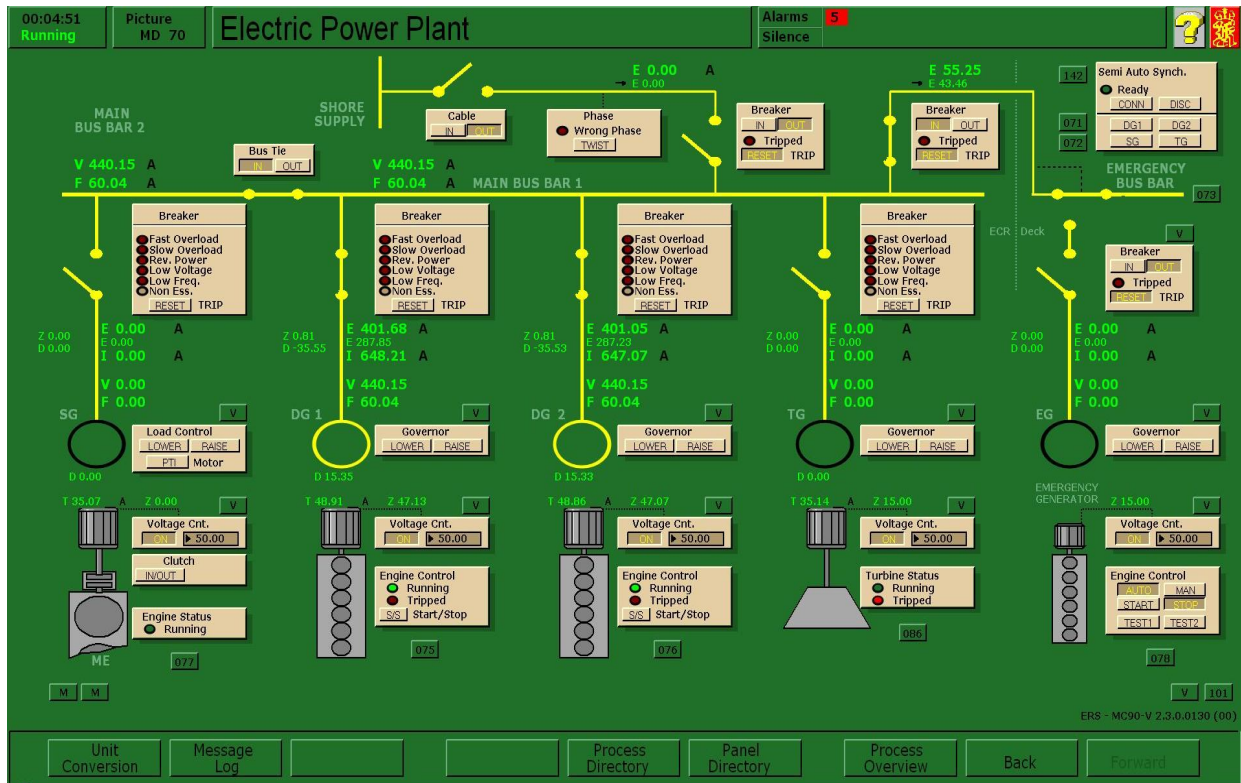 00:04:51
Running
Picture
MD 70
Electric Power Plant
Alarms 5
Silence
?
MAIN
BUS BAR 2
SHORE
SUPPLY
Cable
IN OUT
Phase
Wrong Phase
TWIST
E 0.00 A
→ E 0.00
Breaker
IN OUT
Tripped
RESET TRIP
E 55.25
→ E 43.46
Breaker
IN OUT
Tripped
RESET TRIP
142
Semi Auto Synch.
Ready
CONN DISC
071
DG1 DG2
072
SG TG
EMERGENCY
BUS BAR
073
Bus Tie
IN OUT
V 440.15 A
F 60.04 A
V 440.15 A
F 60.04 A
MAIN BUS BAR 1
ECR Deck
V
Breaker
Fast Overload
Slow Overload
Rev. Power
Low Voltage
Low Freq.
Non Ess.
RESET TRIP
Breaker
Fast Overload
Slow Overload
Rev. Power
Low Voltage
Low Freq.
Non Ess.
RESET TRIP
Breaker
Fast Overload
Slow Overload
Rev. Power
Low Voltage
Low Freq.
Non Ess.
RESET TRIP
Breaker
Fast Overload
Slow Overload
Rev. Power
Low Voltage
Low Freq.
Non Ess.
RESET TRIP
Breaker
IN OUT
Tripped
RESET TRIP
Z 0.00
D 0.00
E 0.00 A
E 0.00
I 0.00 A
V 0.00
F 0.00
Z 0.81
D -35.55
E 401.68 A
E 287.85
I 648.21 A
V 440.15
F 60.04
Z 0.81
D -35.53
E 401.05 A
E 287.23
I 647.07 A
V 440.15
F 60.04
Z 0.00
D 0.00
E 0.00 A
E 0.00
I 0.00 A
V 0.00
F 0.00
Z 0.00
D 0.00
E 0.00 A
E 0.00
I 0.00 A
V 0.00
F 0.00
SG
V
Load Control
LOWER RAISE
PTI Motor
D 0.00
DG 1
V
Governor
LOWER RAISE
D 15.35
DG 2
V
Governor
LOWER RAISE
D 15.33
TG
V
Governor
LOWER RAISE
D 0.00
EG
V
Governor
LOWER RAISE
T 35.07 A Z 0.00
V
Voltage Cnt.
ON 50.00
Clutch
IN/OUT
Engine Status
Running
ME
077
T 48.91 A Z 47.13
V
Voltage Cnt.
ON 50.00
Engine Control
Running
Tripped
S/S Start/Stop
075
T 48.86 A Z 47.07
V
Voltage Cnt.
ON 50.00
Engine Control
Running
Tripped
S/S Start/Stop
076
T 35.14 A Z 15.00
V
Voltage Cnt.
ON 50.00
Turbine Status
Running
Tripped
086
EMERGENCY
GENERATOR
Z 15.00
V
Voltage Cnt.
ON 50.00
Engine Control
AUTO MAN
START STOP
TEST1 TEST2
078
M M
V 101
ERS - MC90-V 2.3.0.0130 (00)
Unit
Conversion
Message
Log
Process
Directory
Panel
Directory
Process
Overview
Back
Forward